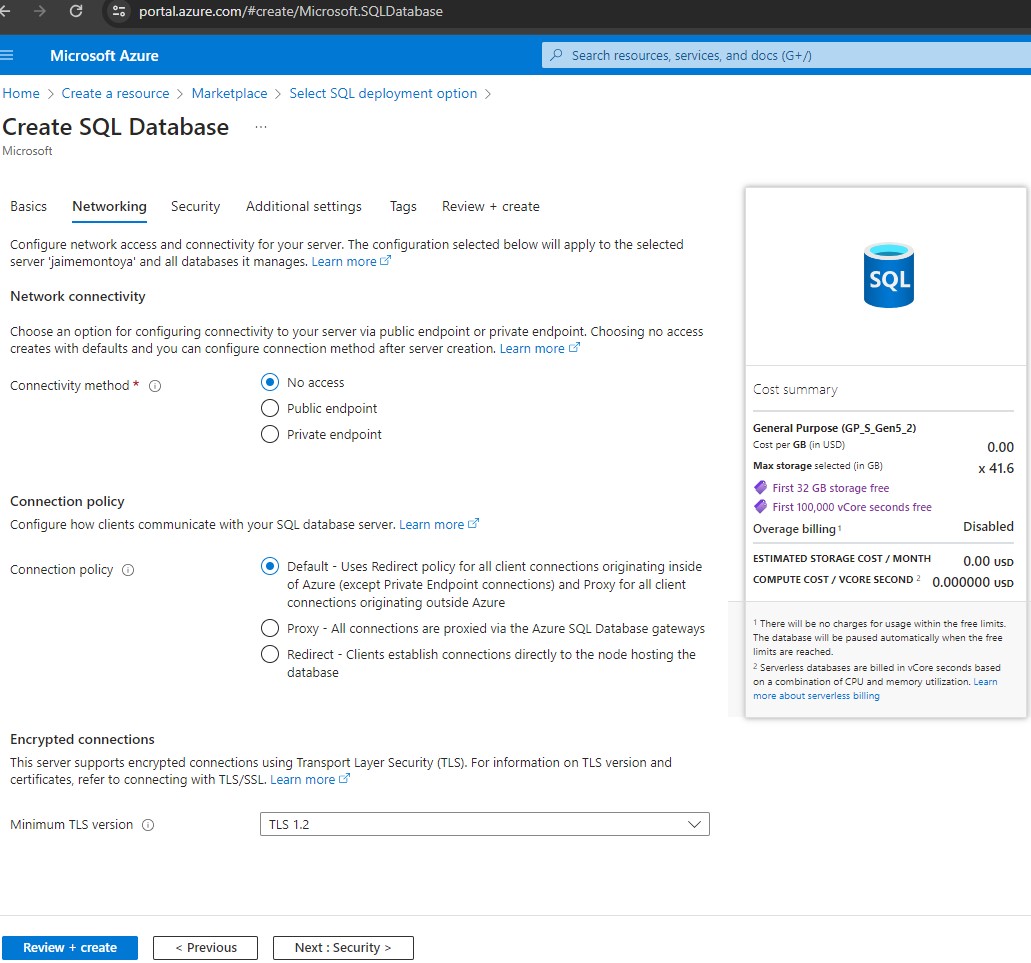 portal.azure.com/#create/Microsoft.SQLDatabase
Microsoft Azure
Search resources, services, and docs (G+/)
Home > Create a resource > Marketplace > Select SQL deployment option >
Create SQL Database ...
Microsoft
Basics Networking Security Additional settings Tags Review + create
Configure network access and connectivity for your server. The configuration selected below will apply to the selected
server 'jaimemontoya' and all databases it manages. Learn more
Network connectivity
Choose an option for configuring connectivity to your server via public endpoint or private endpoint. Choosing no access
creates with defaults and you can configure connection method after server creation. Learn more
Connectivity method *
No access
Public endpoint
Private endpoint
Connection policy
Configure how clients communicate with your SQL database server. Learn more
Connection policy
Default - Uses Redirect policy for all client connections originating inside
of Azure (except Private Endpoint connections) and Proxy for all client
connections originating outside Azure
Proxy - All connections are proxied via the Azure SQL Database gateways
Redirect - Clients establish connections directly to the node hosting the
database
Encrypted connections
This server supports encrypted connections using Transport Layer Security (TLS). For information on TLS version and
certificates, refer to connecting with TLS/SSL. Learn more
Minimum TLS version
TLS 1.2
Review + create
< Previous
Next : Security >
SQL
Cost summary
General Purpose (GP_S_Gen5_2)
Cost per GB (in USD) 0.00
Max storage selected (in GB) x 41.6
First 32 GB storage free
First 100,000 vCore seconds free
Overage billing 1 Disabled
ESTIMATED STORAGE COST / MONTH 0.00 USD
COMPUTE COST / VCORE SECOND 2 0.000000 USD
1 There will be no charges for usage within the free limits.
The database will be paused automatically when the free
limits are reached.
2 Serverless databases are billed in vCore seconds based
on a combination of CPU and memory utilization. Learn
more about serverless billing